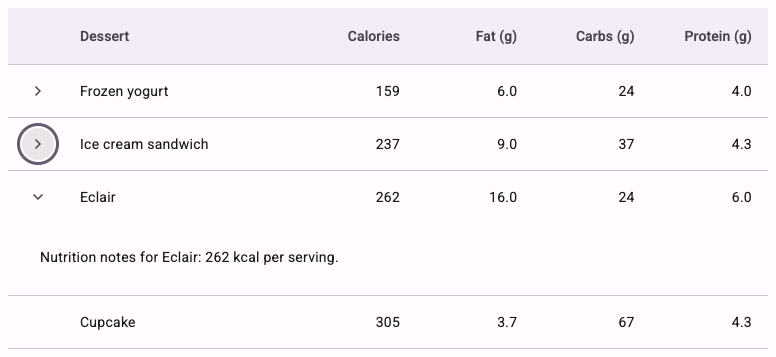 Dessert Calories Fat (g) Carbs (g) Protein (g)
Frozen yogurt 159 6.0 24 4.0
Ice cream sandwich 237 9.0 37 4.3
Eclair 262 16.0 24 6.0
Nutrition notes for Eclair: 262 kcal per serving.
Cupcake 305 3.7 67 4.3